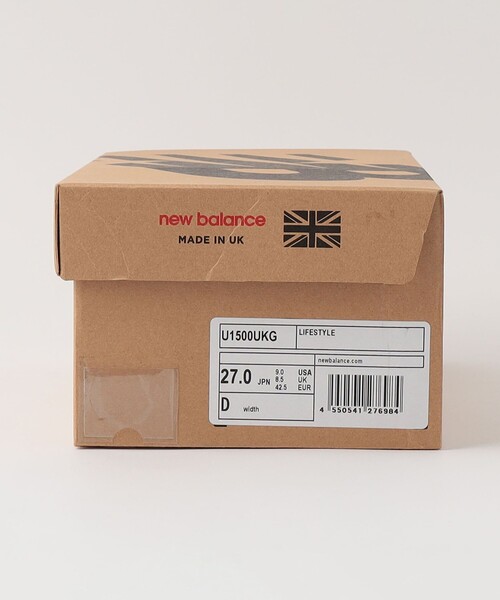 new balance
MADE IN UK
U1500UKG LIFESTYLE
newbalance.com
27.0 JPN 9.0 USA
8.5 UK
42.5 EUR
D width
4 550541 276984